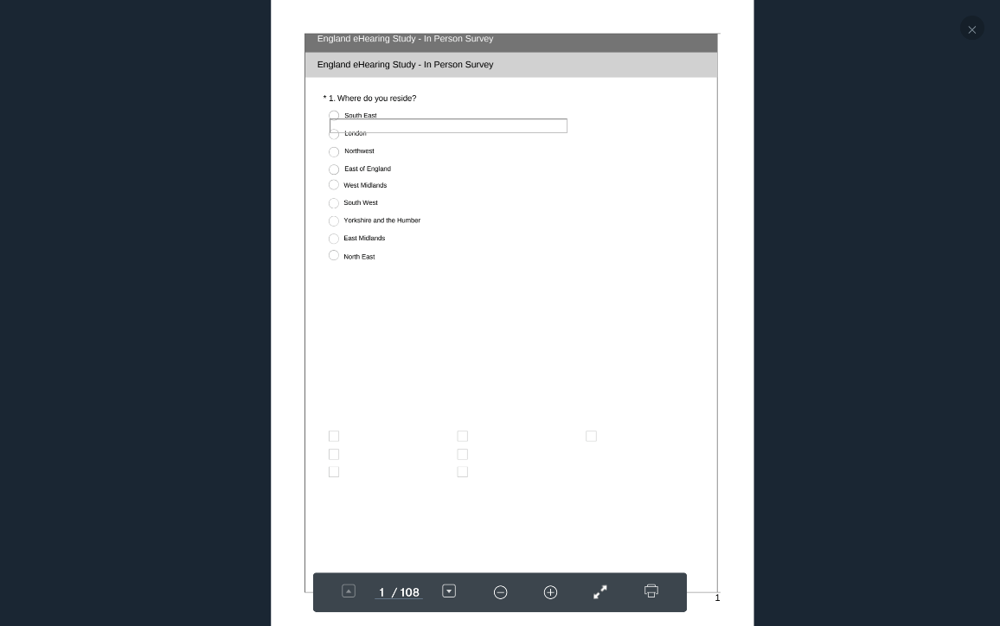 England eHearing Study - In Person Survey
England eHearing Study - In Person Survey
* 1. Where do you reside?
South East
London
Northwest
East of England
West Midlands
South West
Yorkshire and the Humber
East Midlands
North East
1 / 108
1